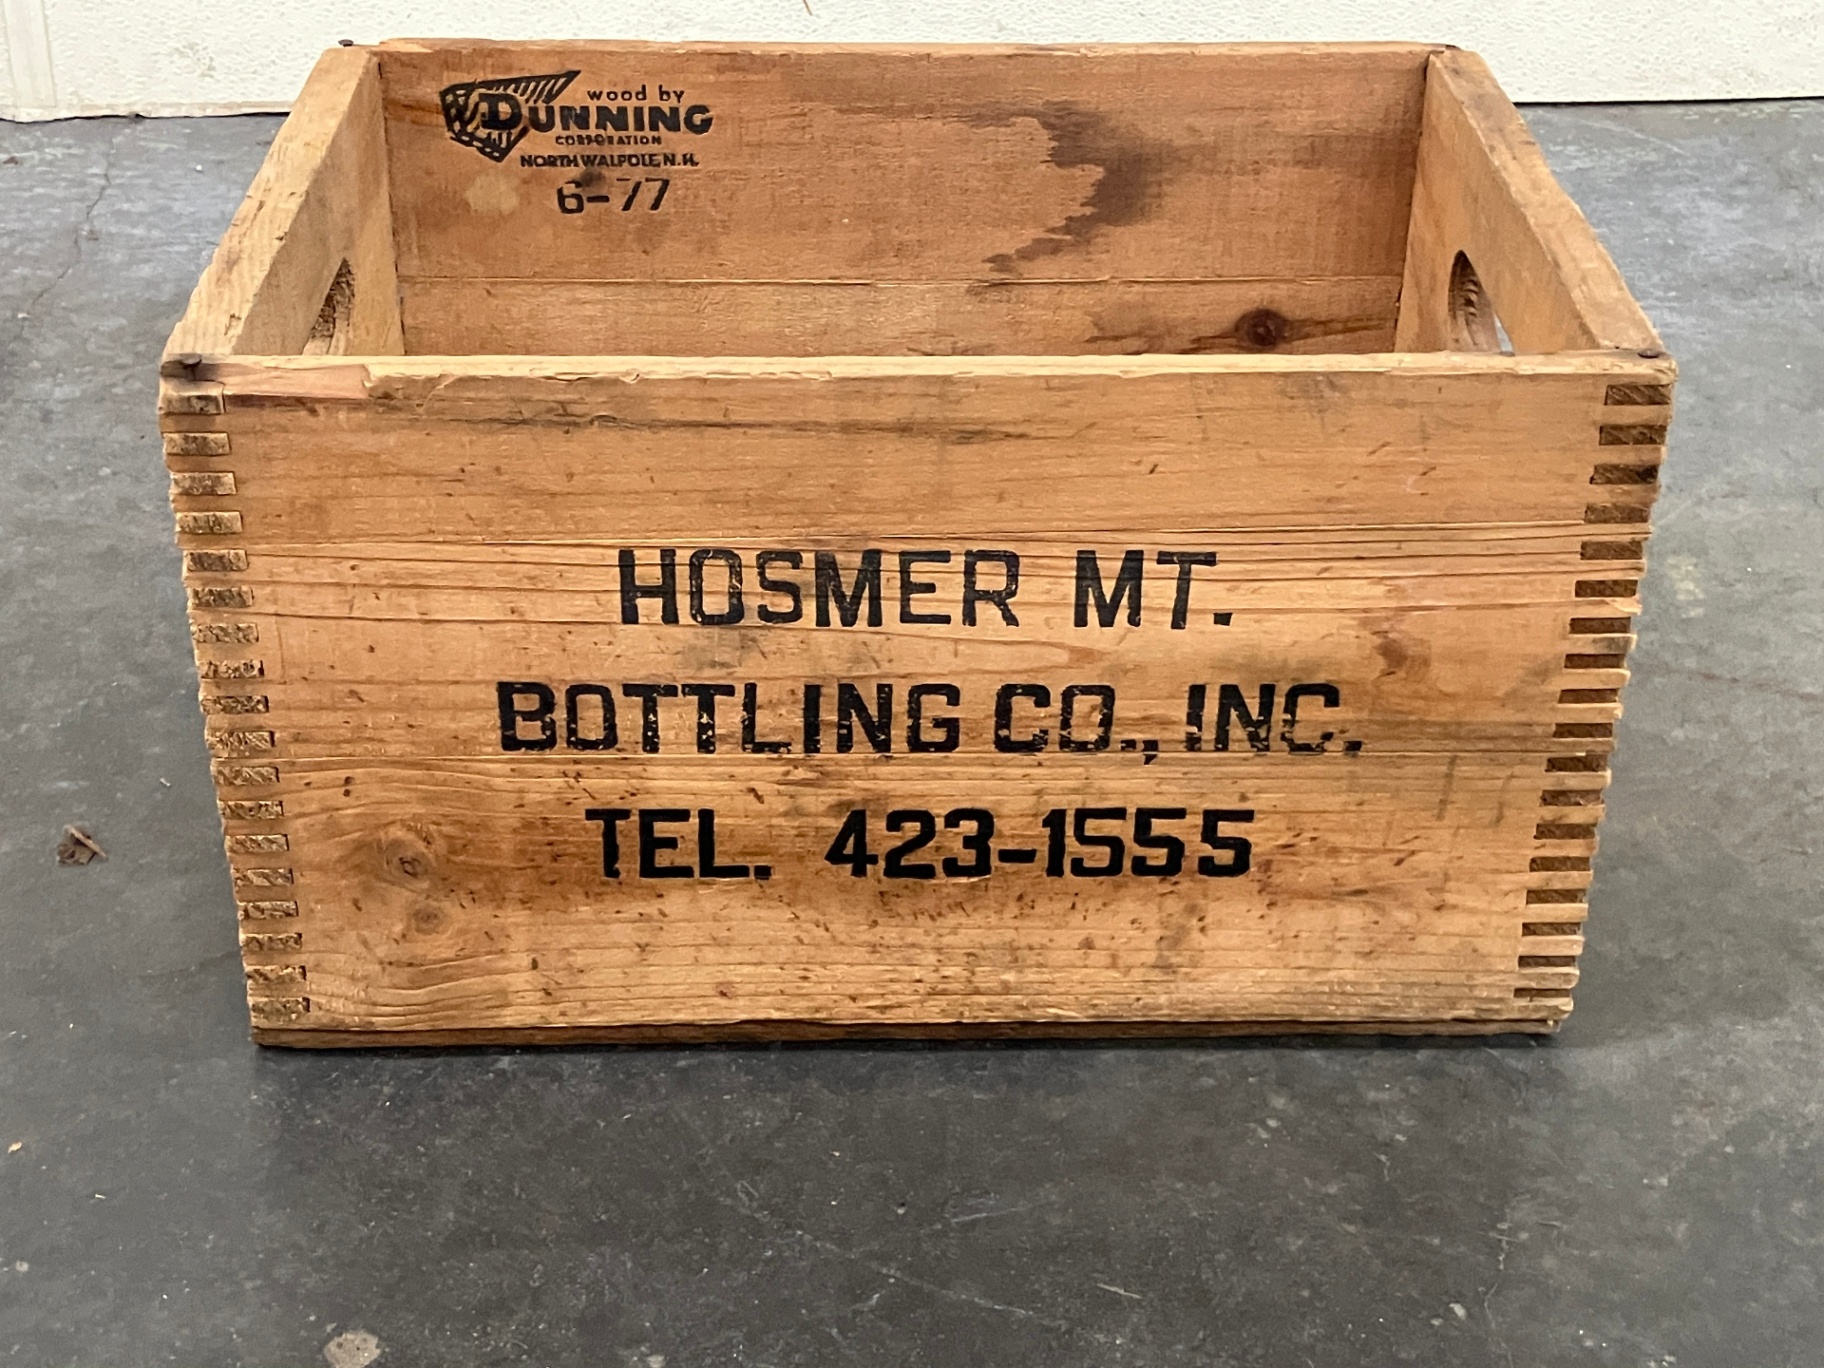 wood by
DUNNING
CORPORATION
NORTH WALPOLE, N.H.
6-77
HOSMER MT.
BOTTLING CO., INC.
TEL. 423-1555